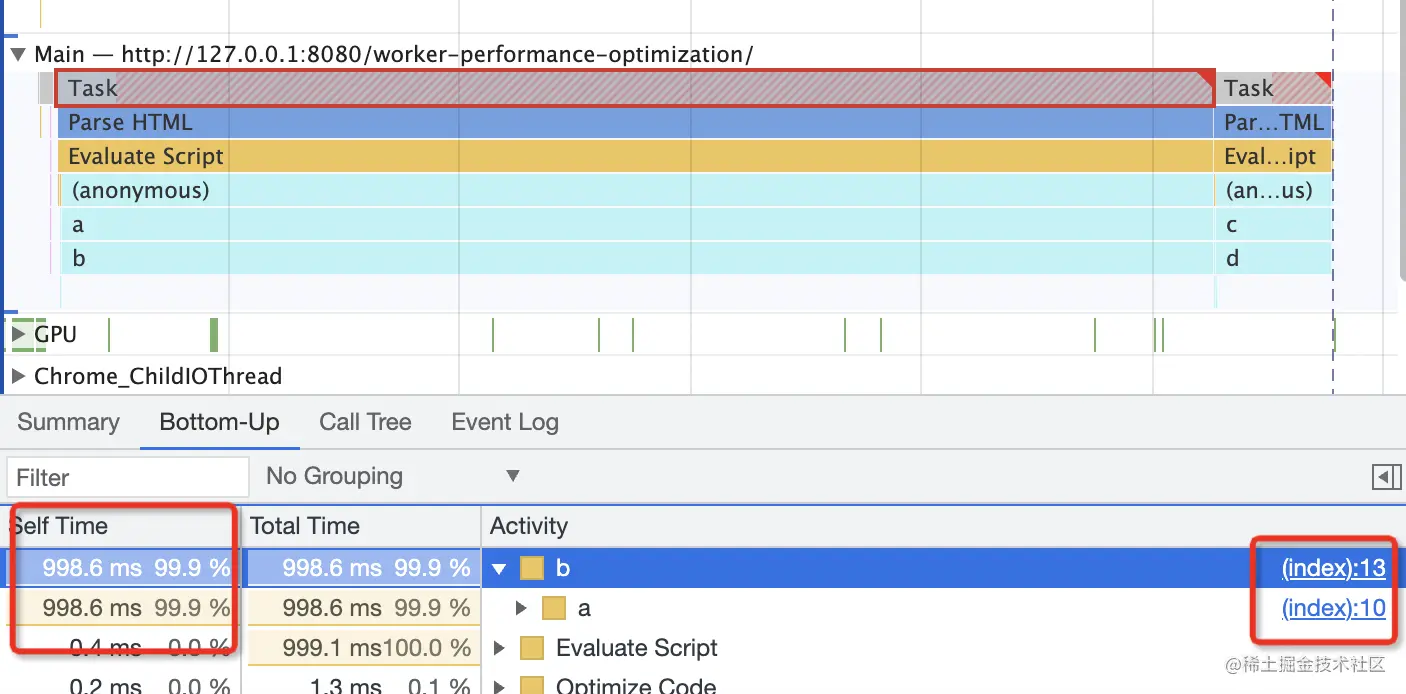 Main — http://127.0.0.1:8080/worker-performance-optimization/
Task Task
Parse HTML Par...TML
Evaluate Script Eval...ipt
(anonymous) (an...us)
a c
b d
GPU
Chrome_ChildIOThread
Summary Bottom-Up Call Tree Event Log
Filter No Grouping
Self Time Total Time Activity
998.6 ms 99.9 % 998.6 ms 99.9 % b (index):13
998.6 ms 99.9 % 998.6 ms 99.9 % a (index):10
0.4 ms 0.0 % 999.1 ms 100.0 % Evaluate Script
@稀土掘金技术社区
0.2 ms 0.0 % 1.3 ms 0.1 % Optimize Code